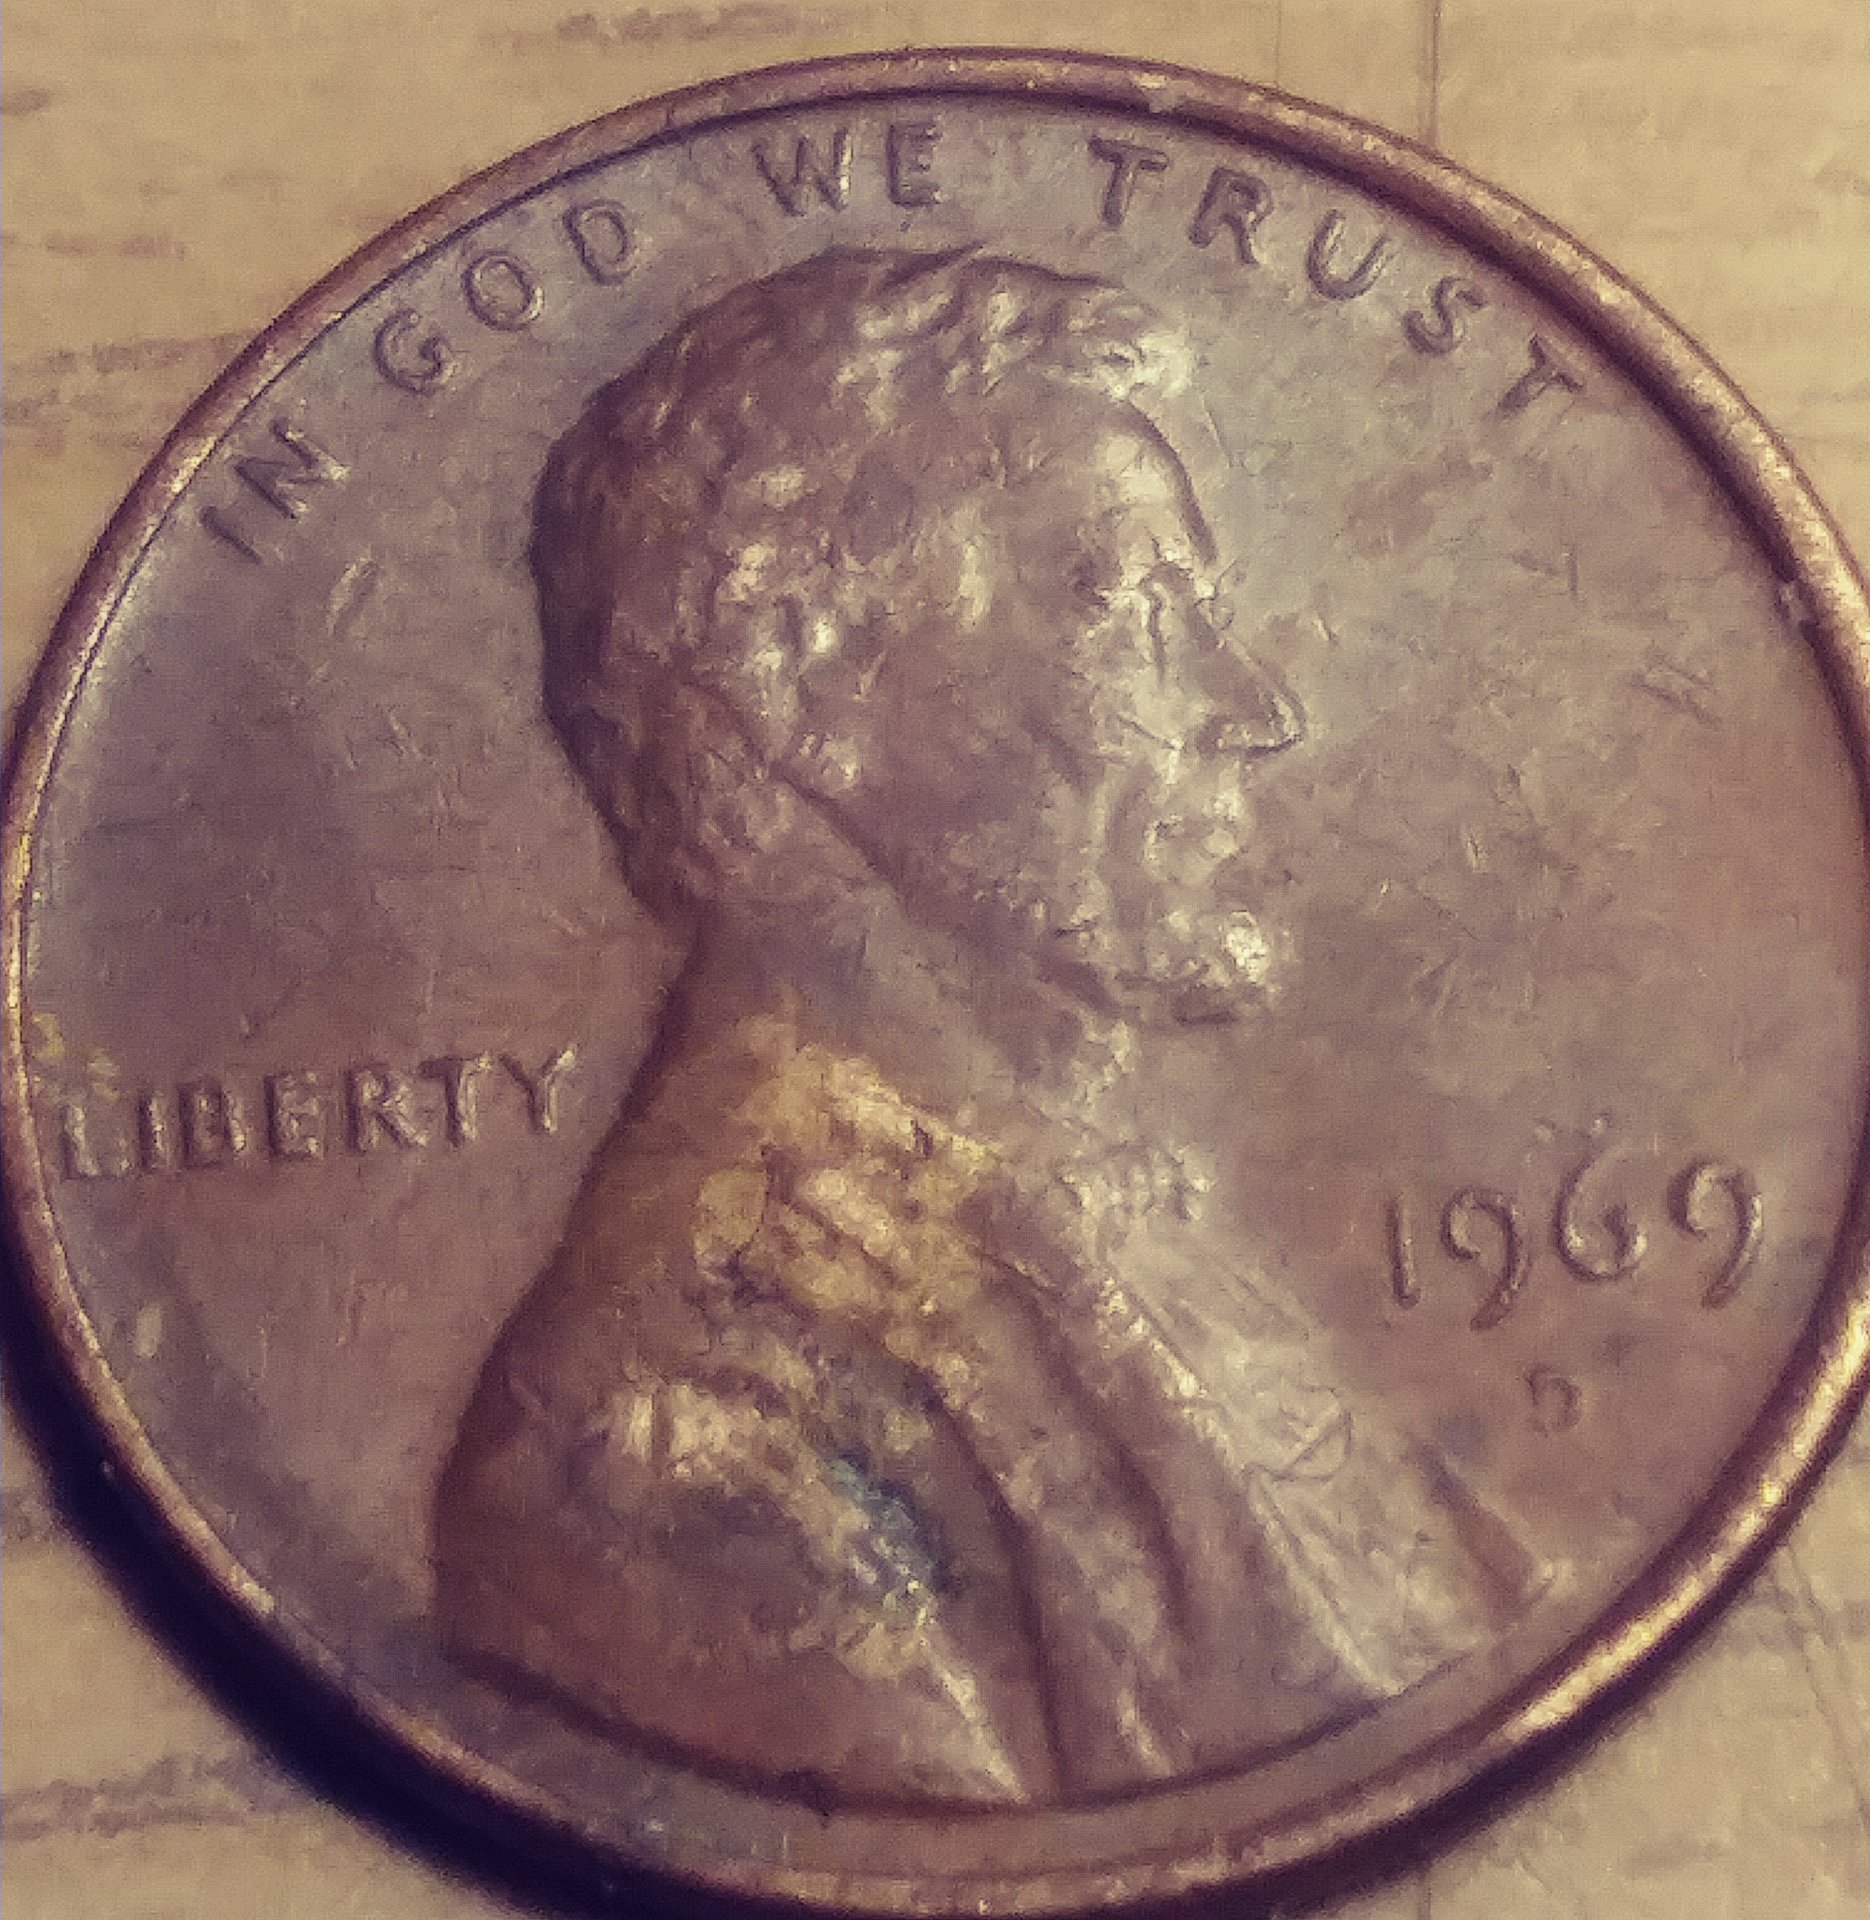 IN GOD WE TRUST
LIBERTY
1969
D